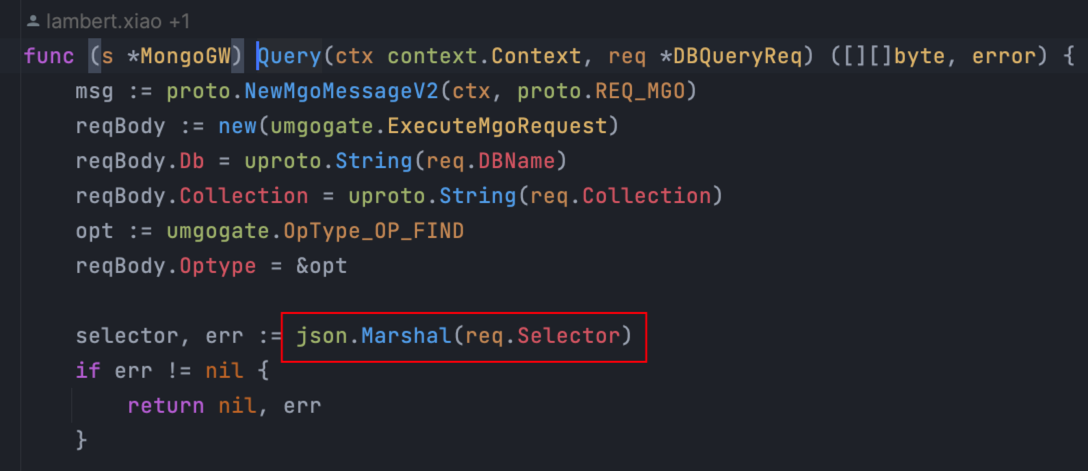 lambert.xiao +1
func (s *MongoGW) Query(ctx context.Context, req *DBQueryReq) ([][]byte, error) {
msg := proto.NewMgoMessageV2(ctx, proto.REQ_MGO)
reqBody := new(umgogate.ExecuteMgoRequest)
reqBody.Db = uproto.String(req.DBName)
reqBody.Collection = uproto.String(req.Collection)
opt := umgogate.OpType_OP_FIND
reqBody.Optype = &opt
selector, err := json.Marshal(req.Selector)
if err != nil {
return nil, err
}